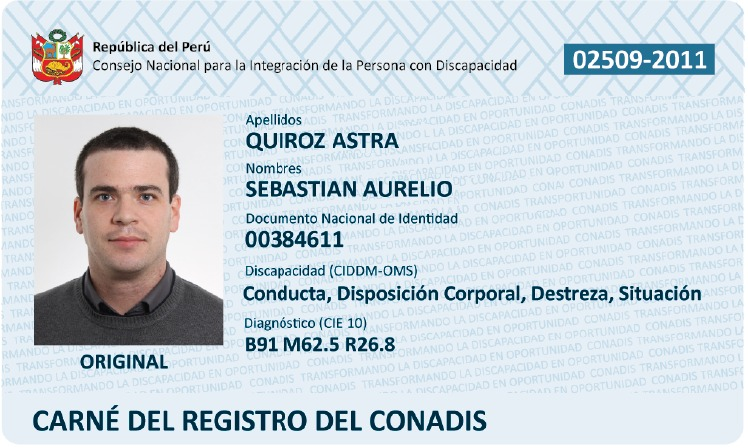 República del Perú
Consejo Nacional para la Integración de la Persona con Discapacidad
02509-2011
Apellidos
QUIROZ ASTRA
Nombres
SEBASTIAN AURELIO
Documento Nacional de Identidad
00384611
Discapacidad (CIDDM-OMS)
Conducta, Disposición Corporal, Destreza, Situación
Diagnóstico (CIE 10)
B91 M62.5 R26.8
ORIGINAL
CARNÉ DEL REGISTRO DEL CONADIS